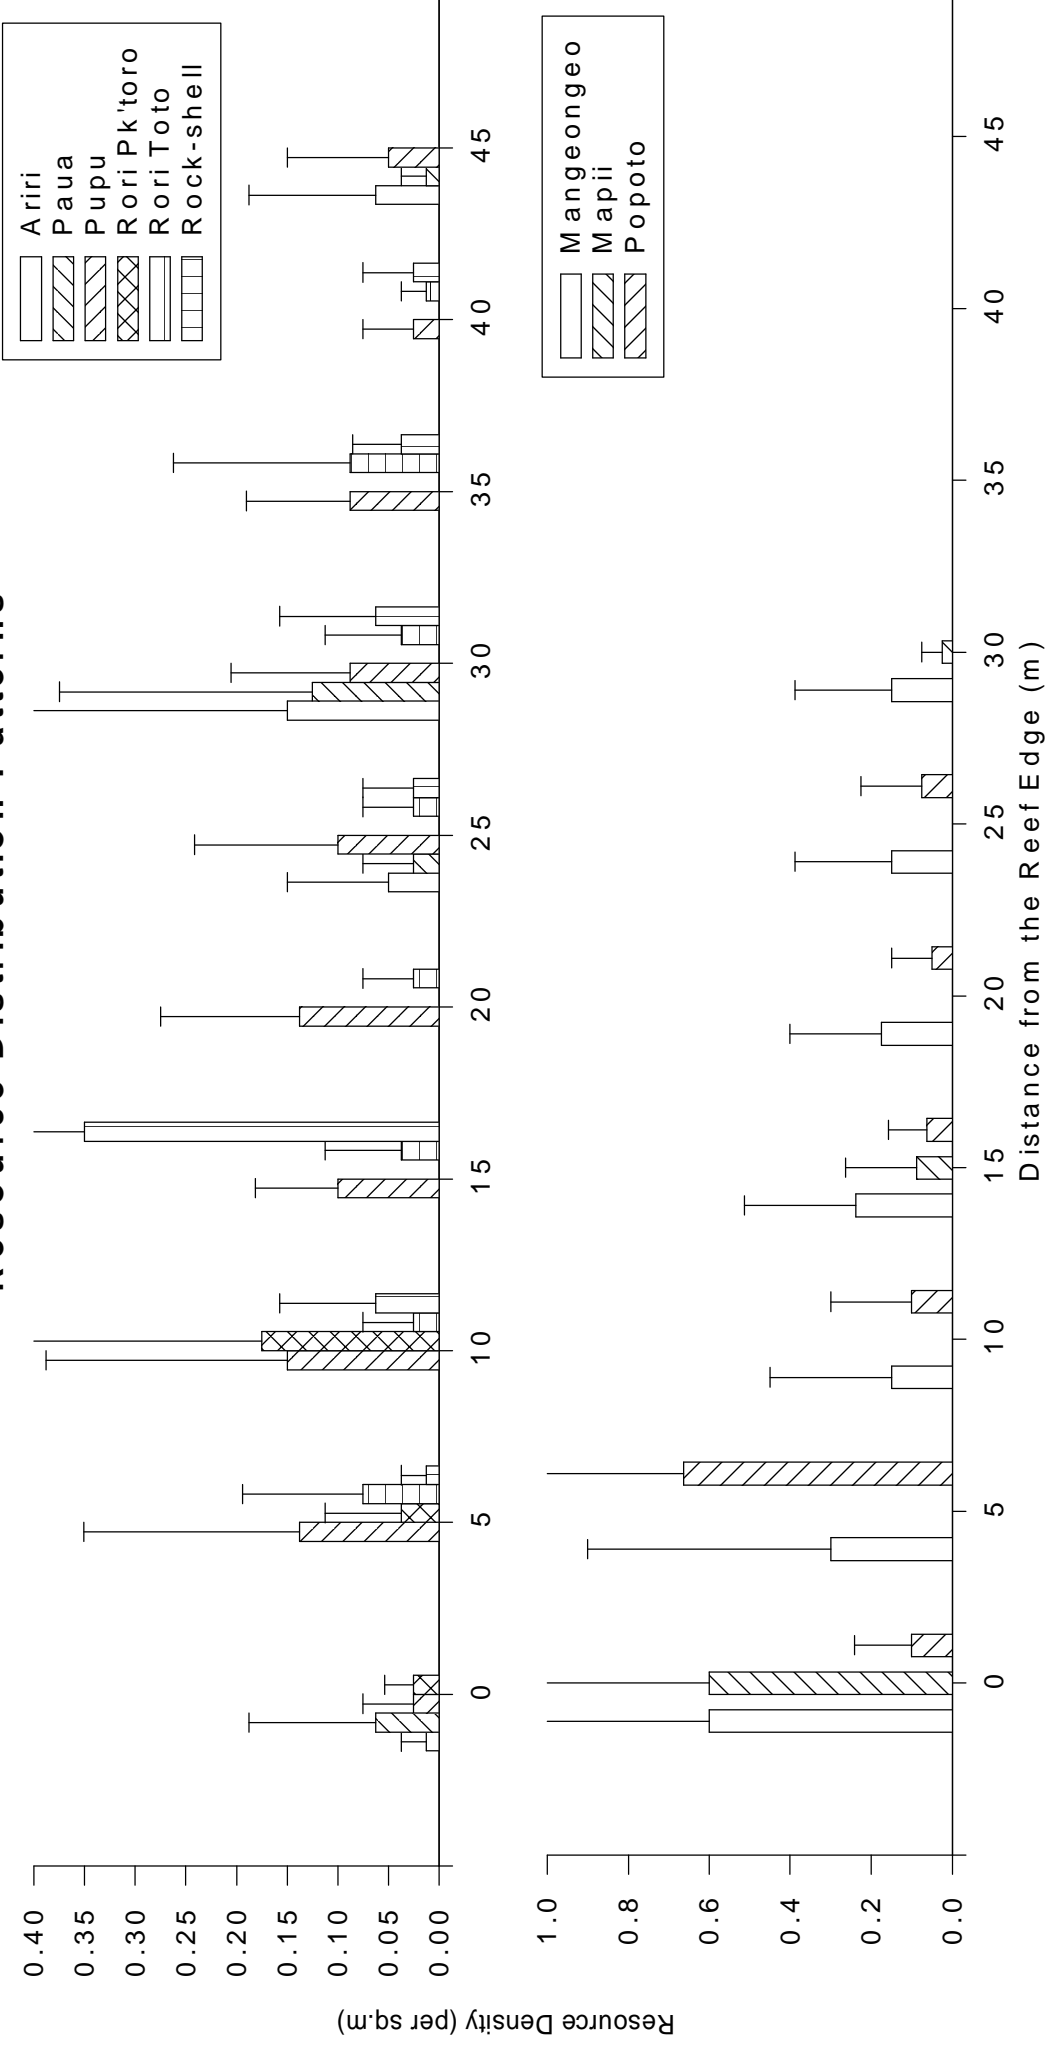 Resource Distribution Patterns
Ariri
Paua
Pupu
Rori Pk'toro
Rori Toto
Rock-shell
0.40
0.35
0.30
0.25
0.20
0.15
0.10
0.05
0.00
0 5 10 15 20 25 30 35 40 45
Mangeongeo
Mapii
Popoto
1.0
0.8
0.6
0.4
0.2
0.0
0 5 10 15 20 25 30 35 40 45
Distance from the Reef Edge (m)
Resource Density (per sq.m)